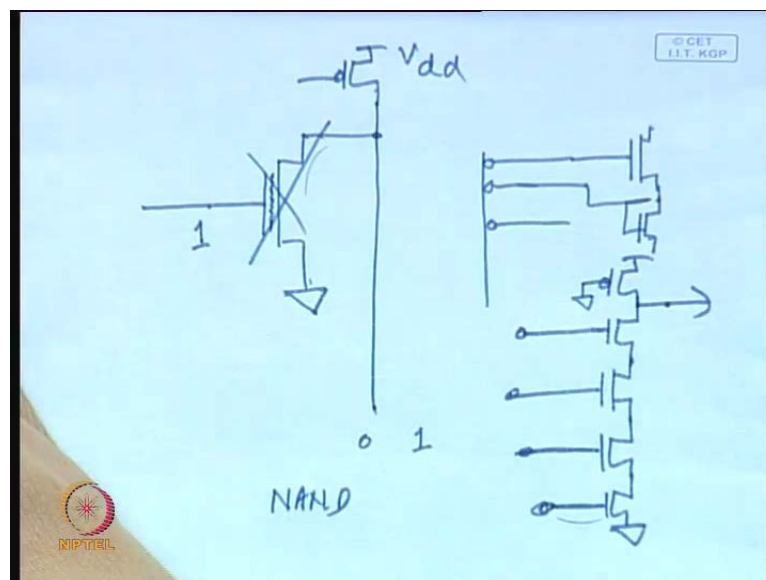 Vdd
© CET
I.I.T. KGP
1
0 1
NAND
NPTEL